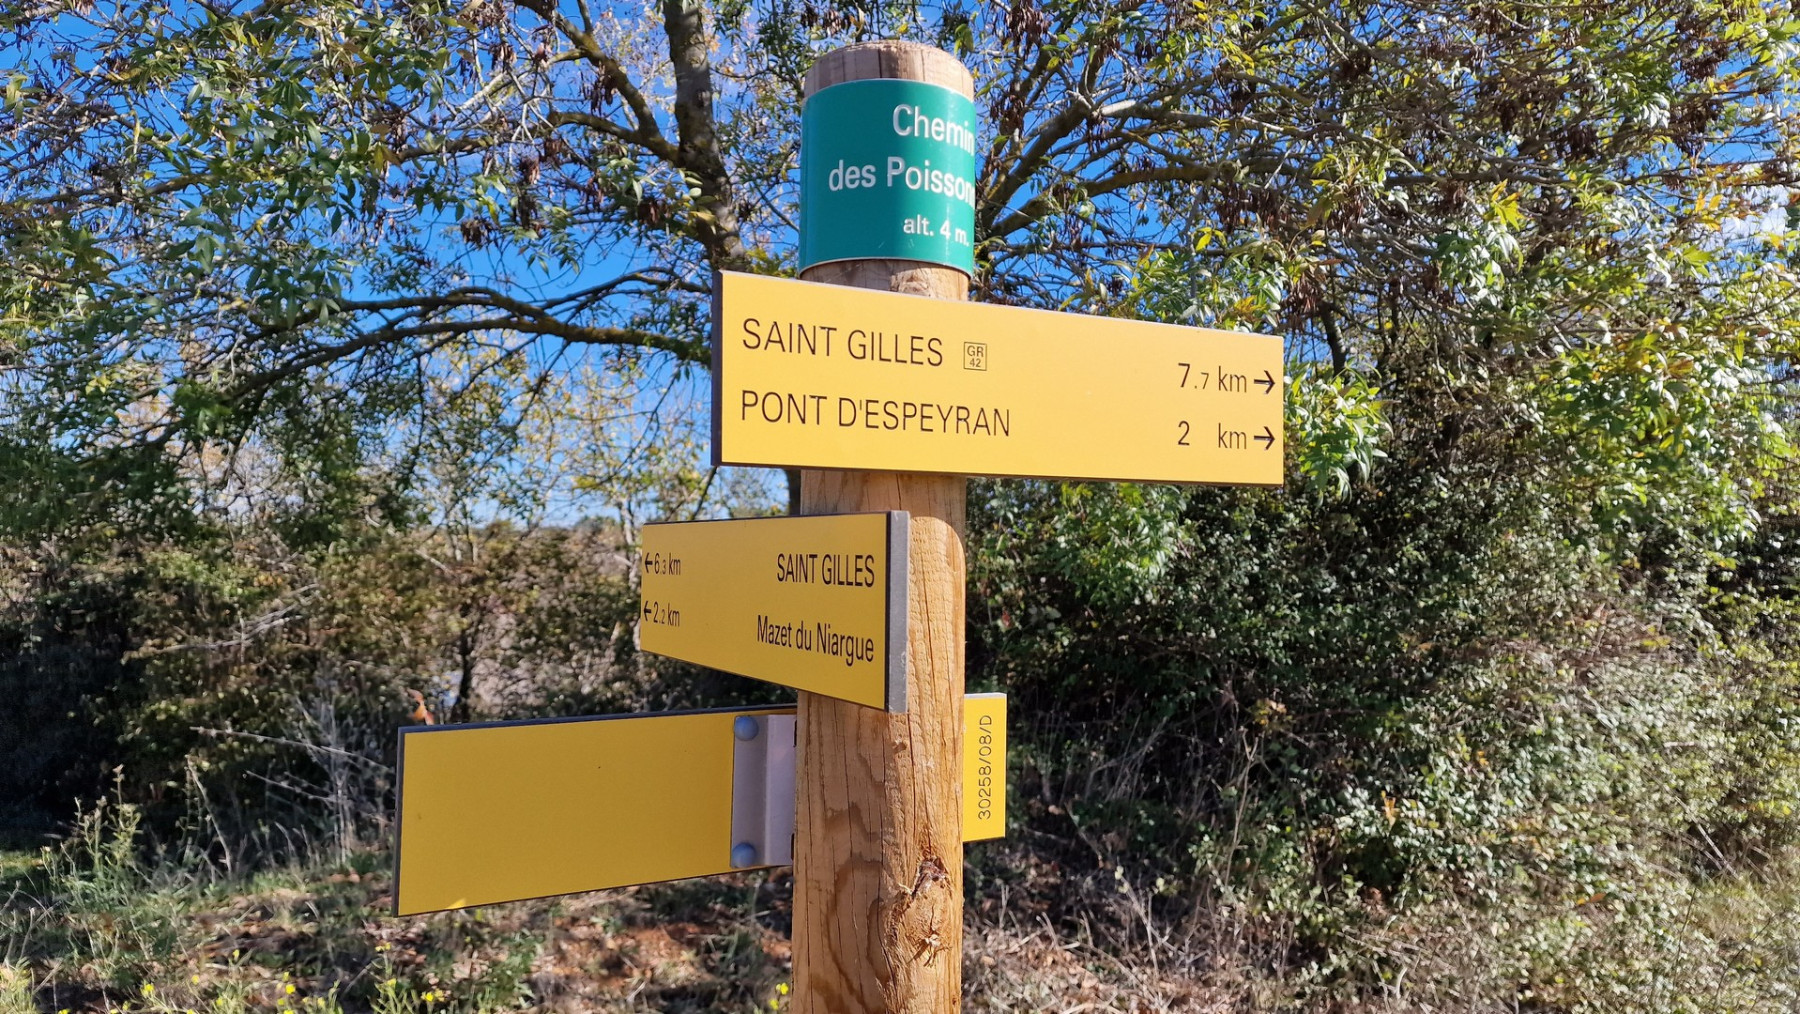 Chemin
des Poisson
alt. 4 m.
SAINT GILLES GR 42 7.7 km →
PONT D'ESPEYRAN 2 km →
← 6.3 km SAINT GILLES
← 2.2 km Mazet du Niargue
30258/08/D